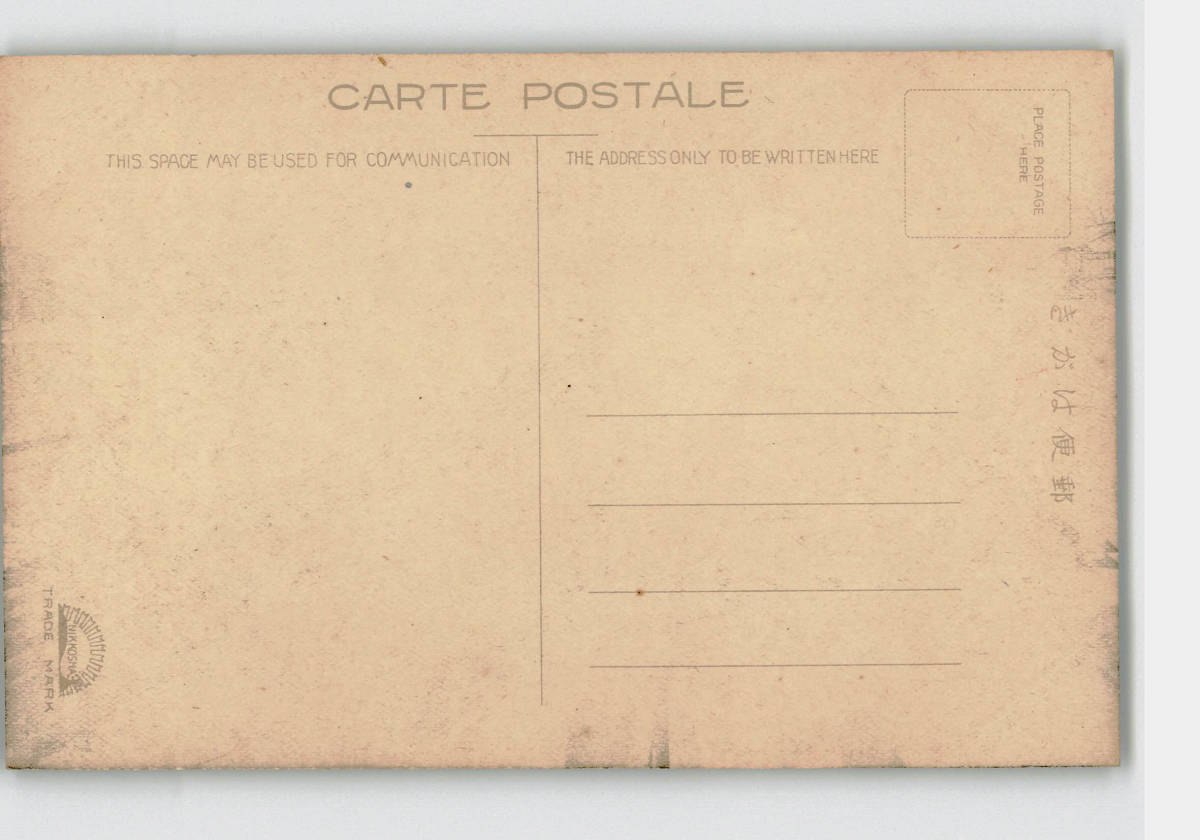 CARTE POSTALE
THIS SPACE MAY BE USED FOR COMMUNICATION
THE ADDRESS ONLY TO BE WRITTEN HERE
PLACE POSTAGE
HERE
きがは便郵
NIKKOSHA
TRADE MARK